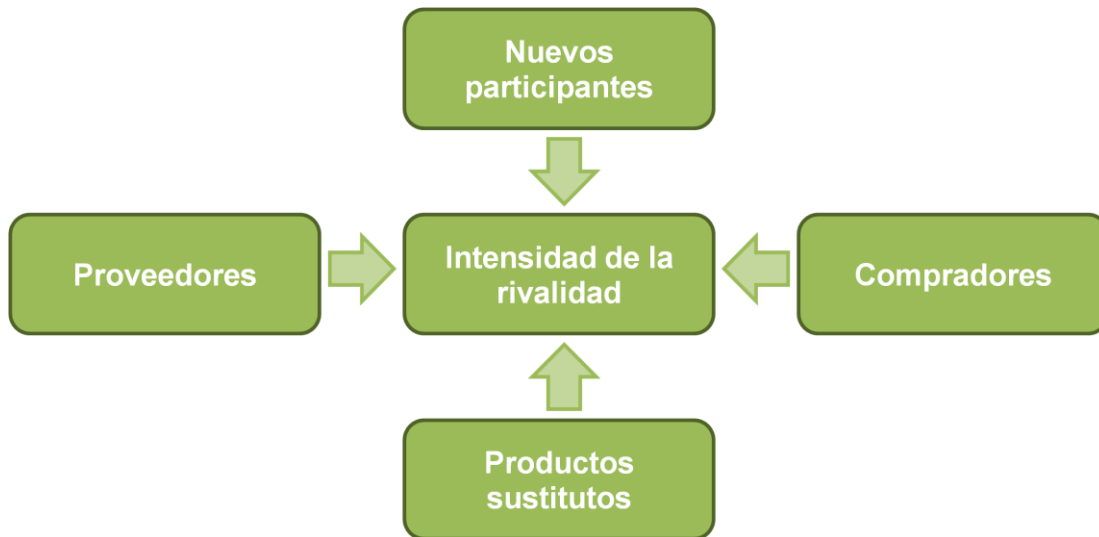 Nuevos
participantes
Proveedores
Intensidad de la
rivalidad
Compradores
Productos
sustitutos